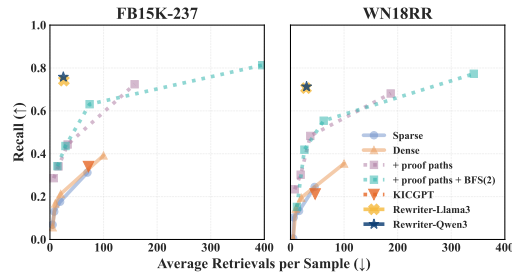 FB15K-237
WN18RR
Recall (↑)
1.0
0.8
0.6
0.4
0.2
0.0
0 100 200 300 400
0 100 200 300 400
Sparse
Dense
+ proof paths
+ proof paths + BFS(2)
KICGPT
Rewriter-Llama3
Rewriter-Qwen3
Average Retrievals per Sample (↓)